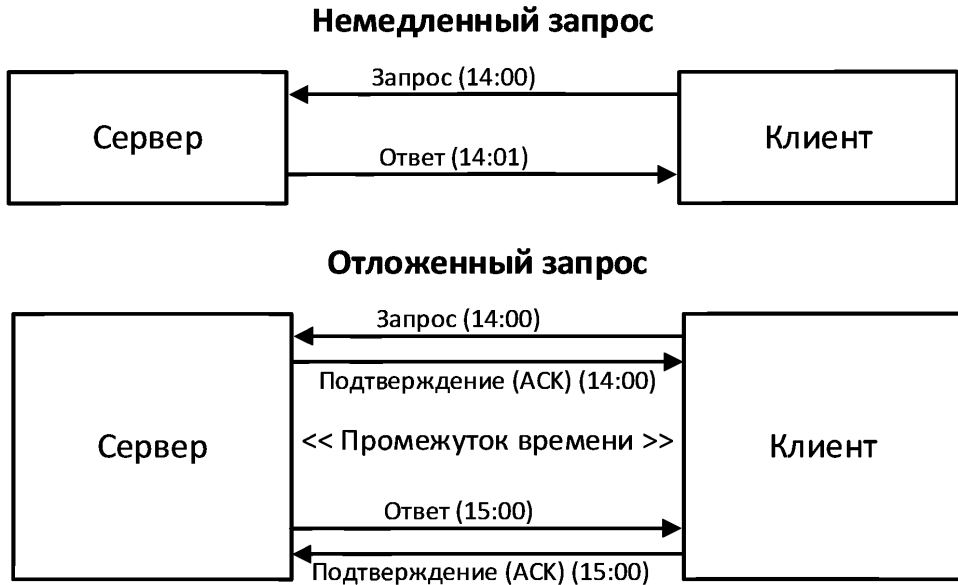 Немедленный запрос
Запрос (14:00)
Сервер
Клиент
Ответ (14:01)
Отложенный запрос
Запрос (14:00)
Подтверждение (ACK) (14:00)
Сервер
<< Промежуток времени >>
Клиент
Ответ (15:00)
Подтверждение (ACK) (15:00)